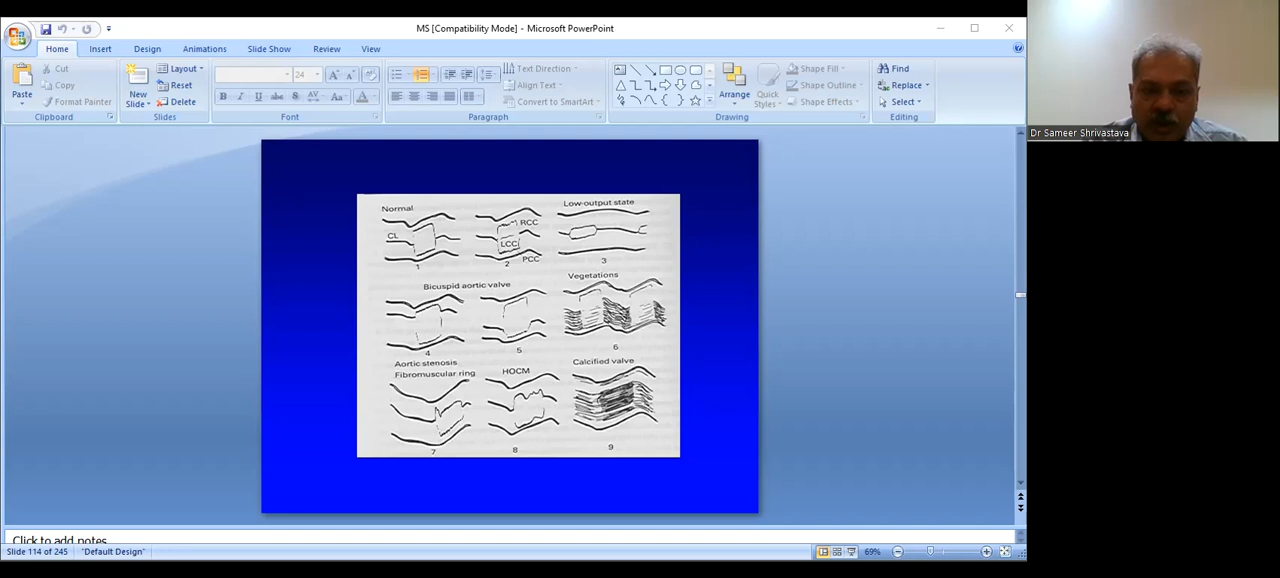 MS [Compatibility Mode] - Microsoft PowerPoint
Home Insert Design Animations Slide Show Review View
Cut
Copy
Format Painter
Paste
Clipboard
New
Slide
Layout
Reset
Delete
Slides
24
B I U abe S AV Aa A
Font
Text Direction
Align Text
Convert to SmartArt
Paragraph
Arrange
Quick
Styles
Shape Fill
Shape Outline
Shape Effects
Drawing
Find
Replace
Select
Editing
Dr Sameer Shrivastava
Normal
CL
1
RCC
LCC
PCC
2
Low-output state
3
Bicuspid aortic valve
4
5
Vegetations
6
Aortic stenosis
Fibromuscular ring
7
HOCM
8
Calcified valve
9
Click to add notes
Slide 114 of 245 "Default Design" 69%